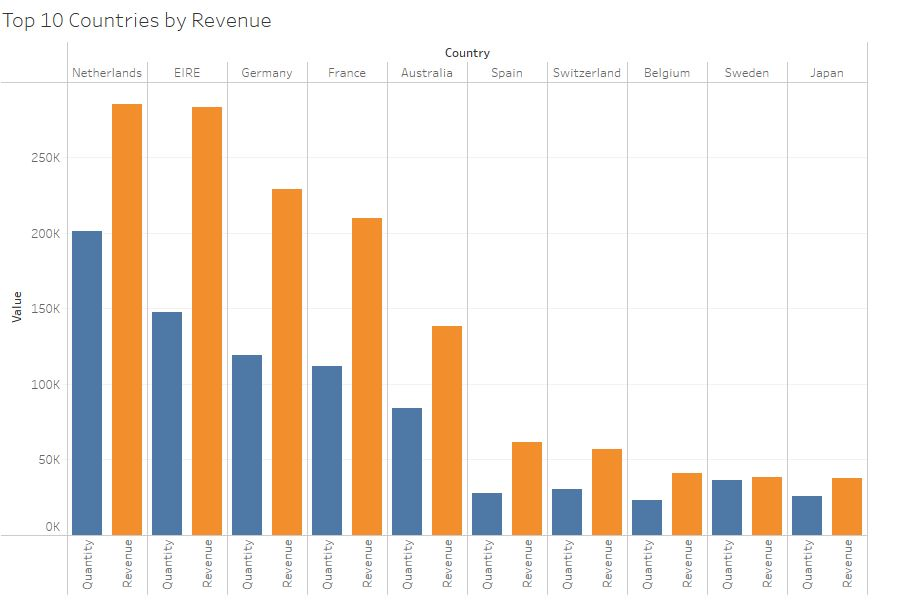 Top 10 Countries by Revenue
Country
Netherlands EIRE Germany France Australia Spain Switzerland Belgium Sweden Japan
250K
200K
150K
100K
50K
0K
Value
Quantity Revenue Quantity Revenue Quantity Revenue Quantity Revenue Quantity Revenue Quantity Revenue Quantity Revenue Quantity Revenue Quantity Revenue Quantity Revenue